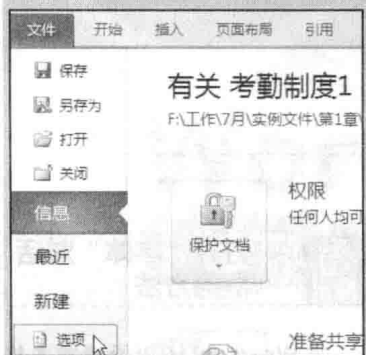 文件 开始 插入 页面布局 引用
保存
另存为
打开
关闭
信息
最近
新建
选项
有关 考勤制度1
F:\工作\7月\实例文件\第1章\
保护文档
权限
任何人均可
准备共享